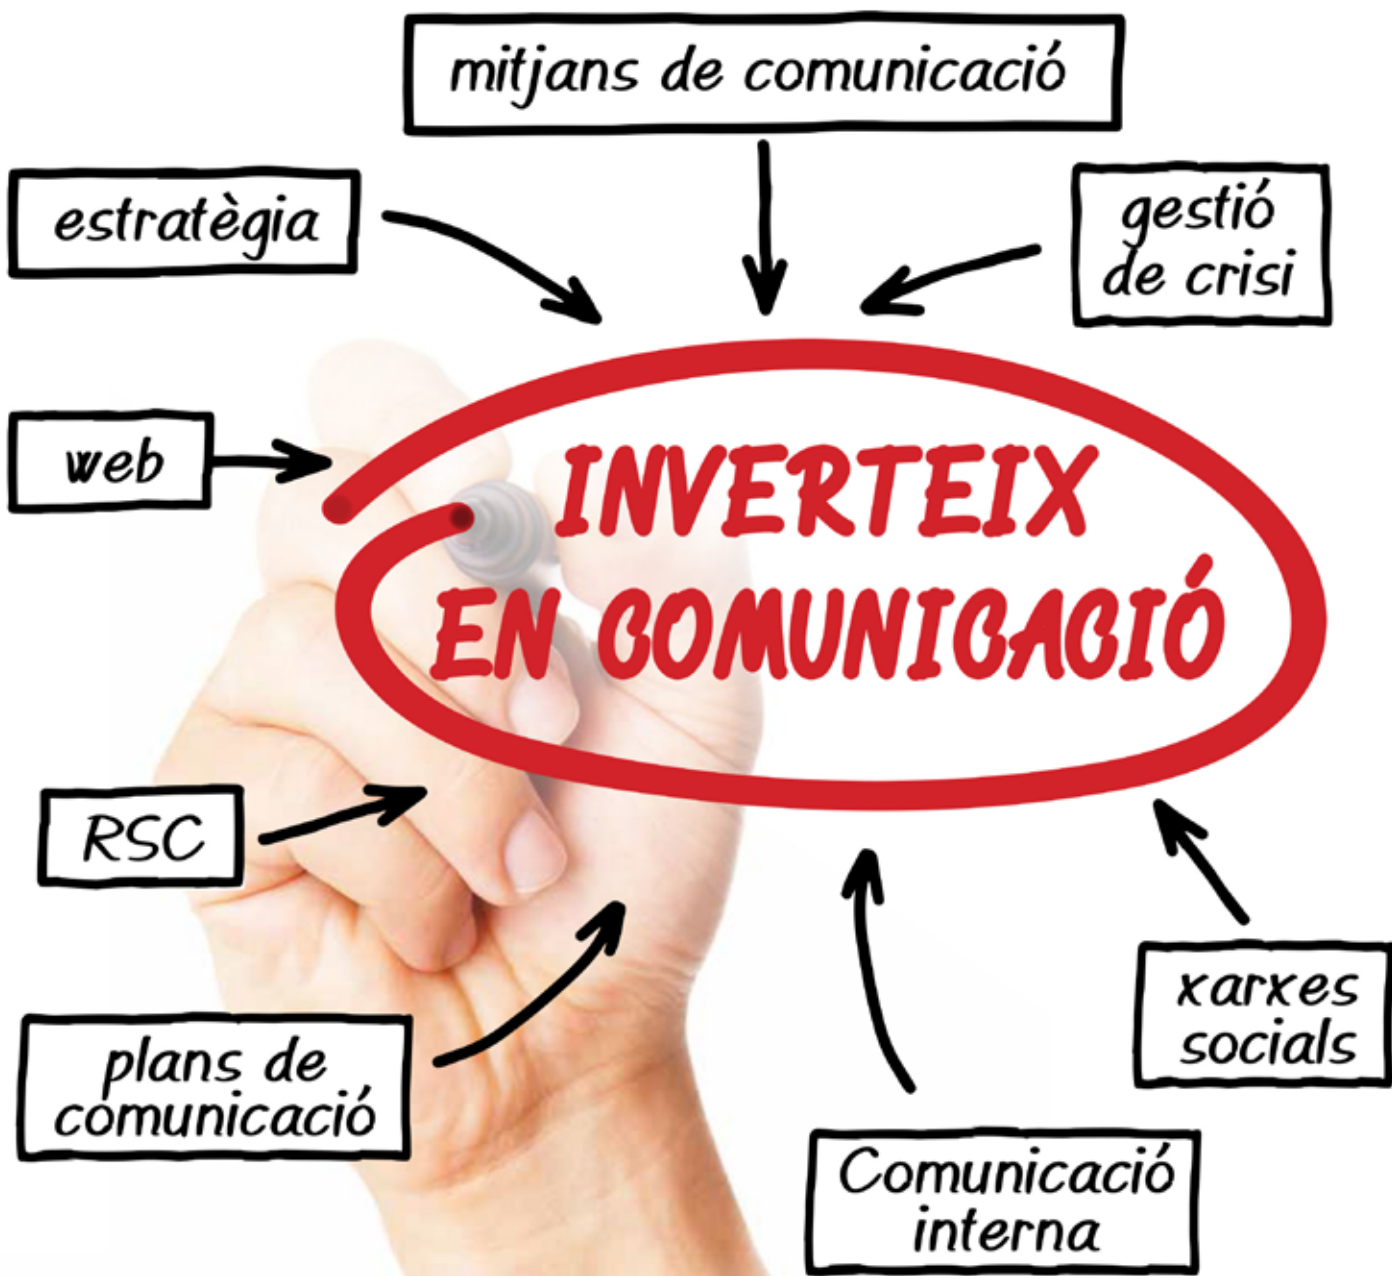 mitjans de comunicació
estratègia
gestió
de crisi
web
INVERTEIX
EN COMUNICACIÓ
RSC
xarxes
socials
plans de
comunicació
Comunicació
interna